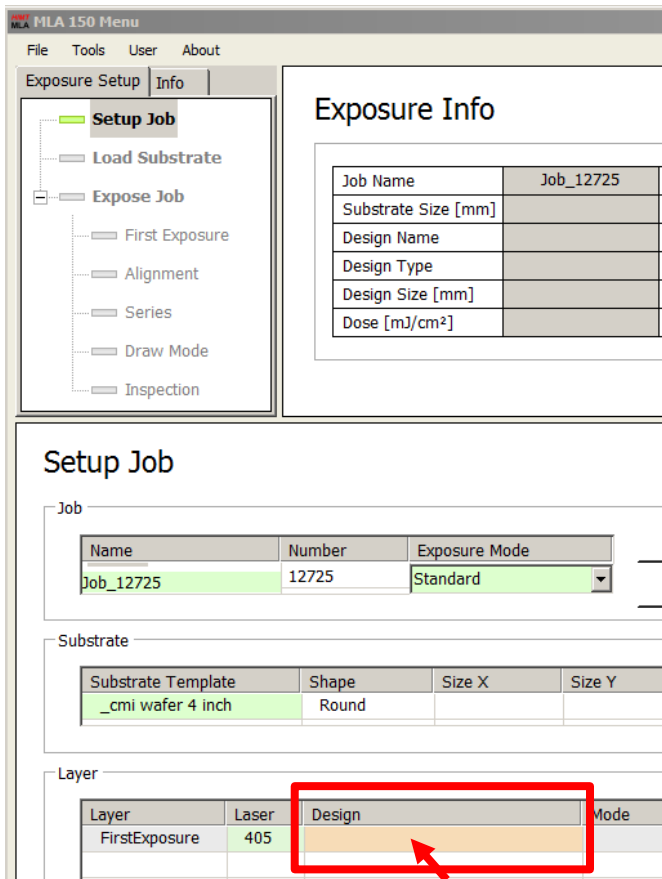 MLA 150 Menu
File Tools User About
Exposure Setup Info
Setup Job
Load Substrate
Expose Job
First Exposure
Alignment
Series
Draw Mode
Inspection
Exposure Info
Job Name Job_12725
Substrate Size [mm]
Design Name
Design Type
Design Size [mm]
Dose [mJ/cm²]
Setup Job
Job
Name Number Exposure Mode
Job_12725 12725 Standard
Substrate
Substrate Template Shape Size X Size Y
_cmi wafer 4 inch Round
Layer
Layer Laser Design Mode
FirstExposure 405